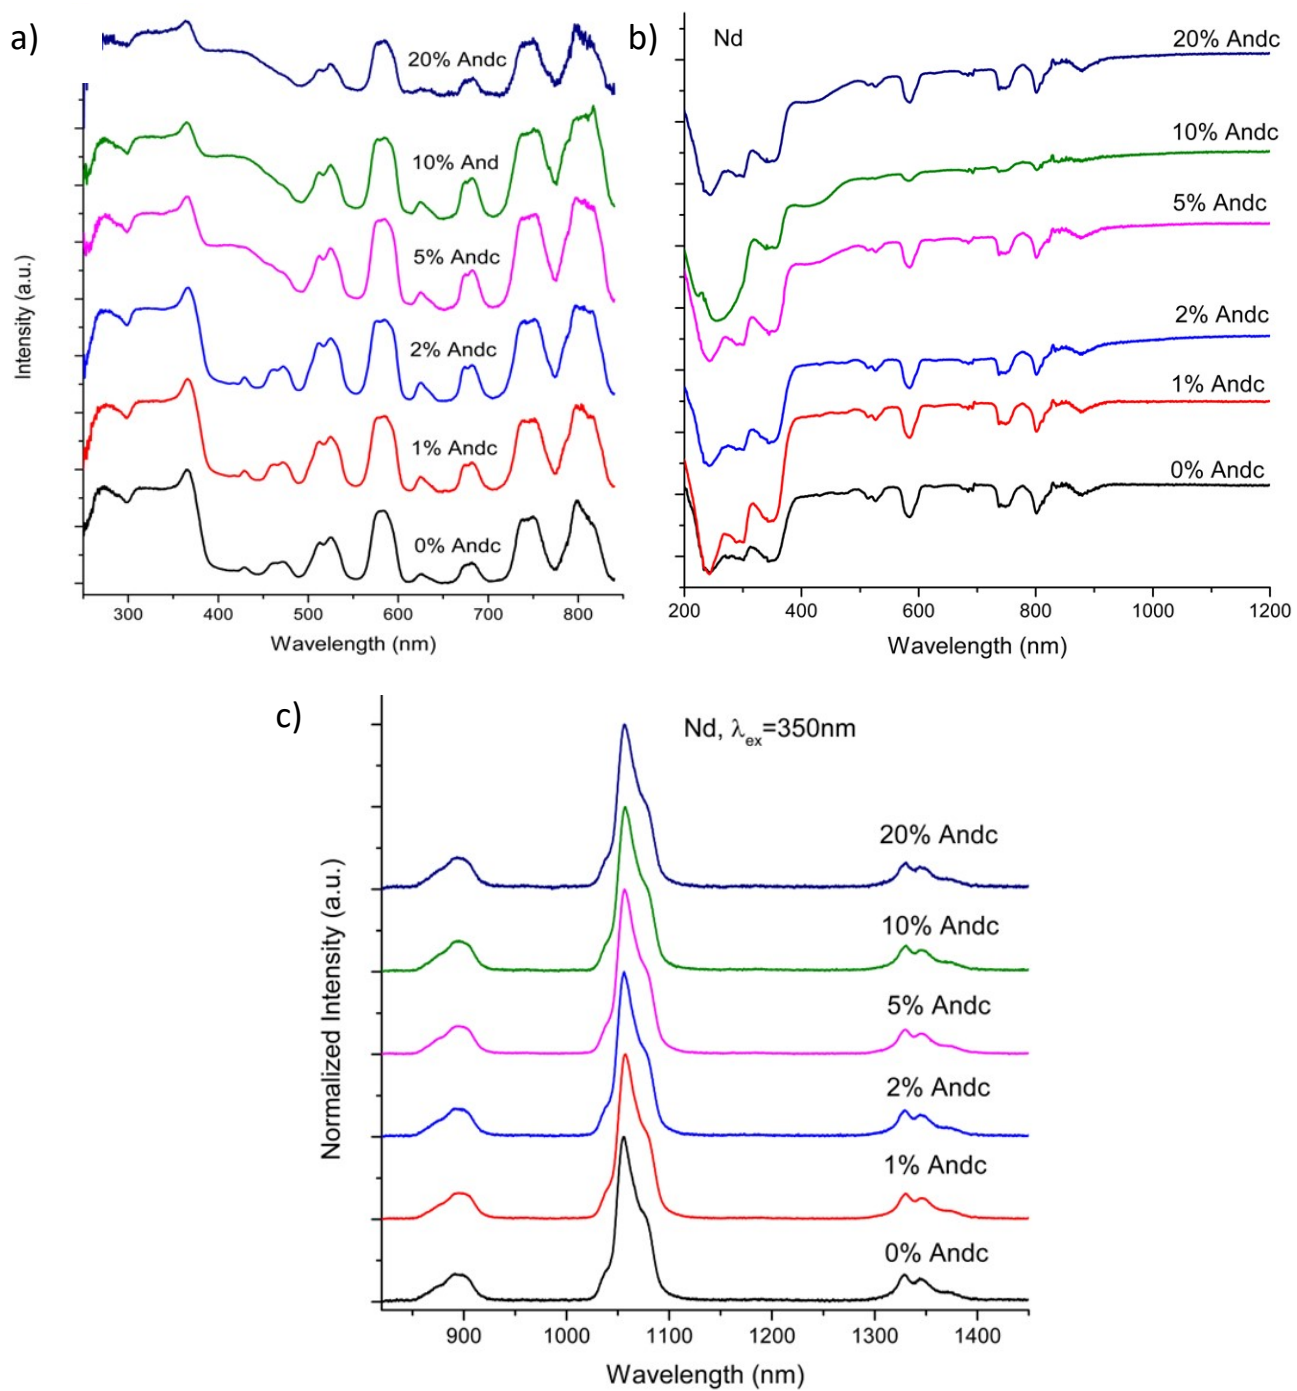 a)
20% Andc
10% And
5% Andc
2% Andc
1% Andc
0% Andc
Intensity (a.u.)
300 400 500 600 700 800
Wavelength (nm)
b)
Nd
20% Andc
10% Andc
5% Andc
2% Andc
1% Andc
0% Andc
200 400 600 800 1000 1200
Wavelength (nm)
c)
Nd, λex=350nm
20% Andc
10% Andc
5% Andc
2% Andc
1% Andc
0% Andc
Normalized Intensity (a.u.)
900 1000 1100 1200 1300 1400
Wavelength (nm)